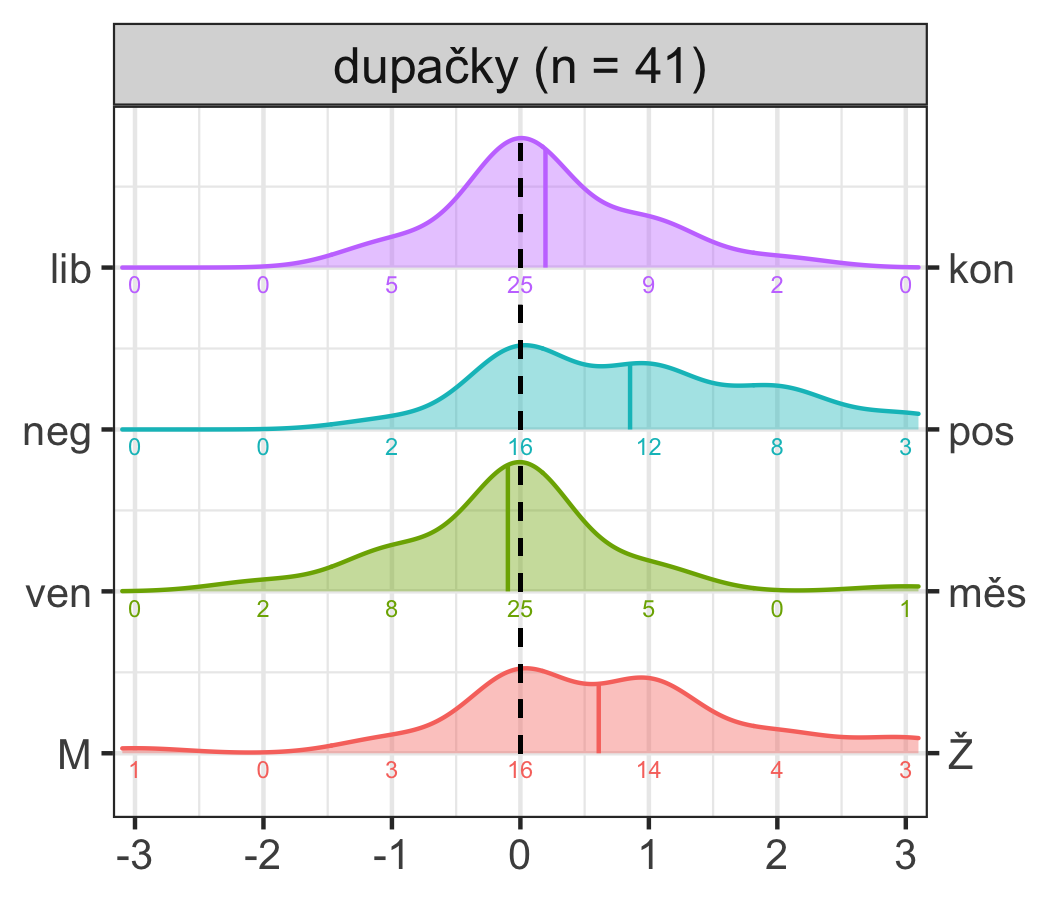 dupačky (n = 41)
lib kon
0 0 5 25 9 2 0
neg pos
0 0 2 16 12 8 3
ven měs
0 2 8 25 5 0 1
M Ž
1 0 3 16 14 4 3
-3 -2 -1 0 1 2 3